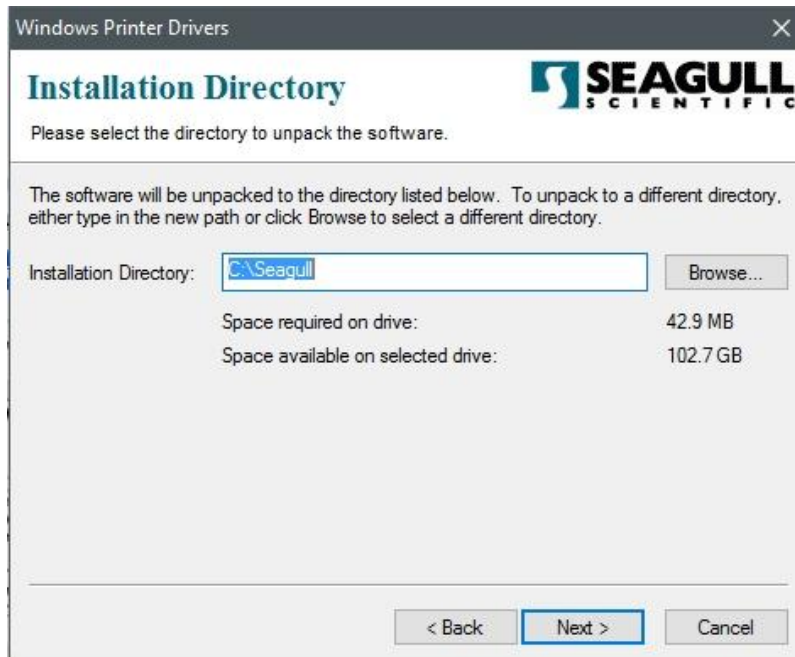 Windows Printer Drivers
Installation Directory
SEAGULL
SCIENTIFIC
Please select the directory to unpack the software.
The software will be unpacked to the directory listed below. To unpack to a different directory,
either type in the new path or click Browse to select a different directory.
Installation Directory: C:\Seagull Browse...
Space required on drive: 42.9 MB
Space available on selected drive: 102.7 GB
< Back Next > Cancel